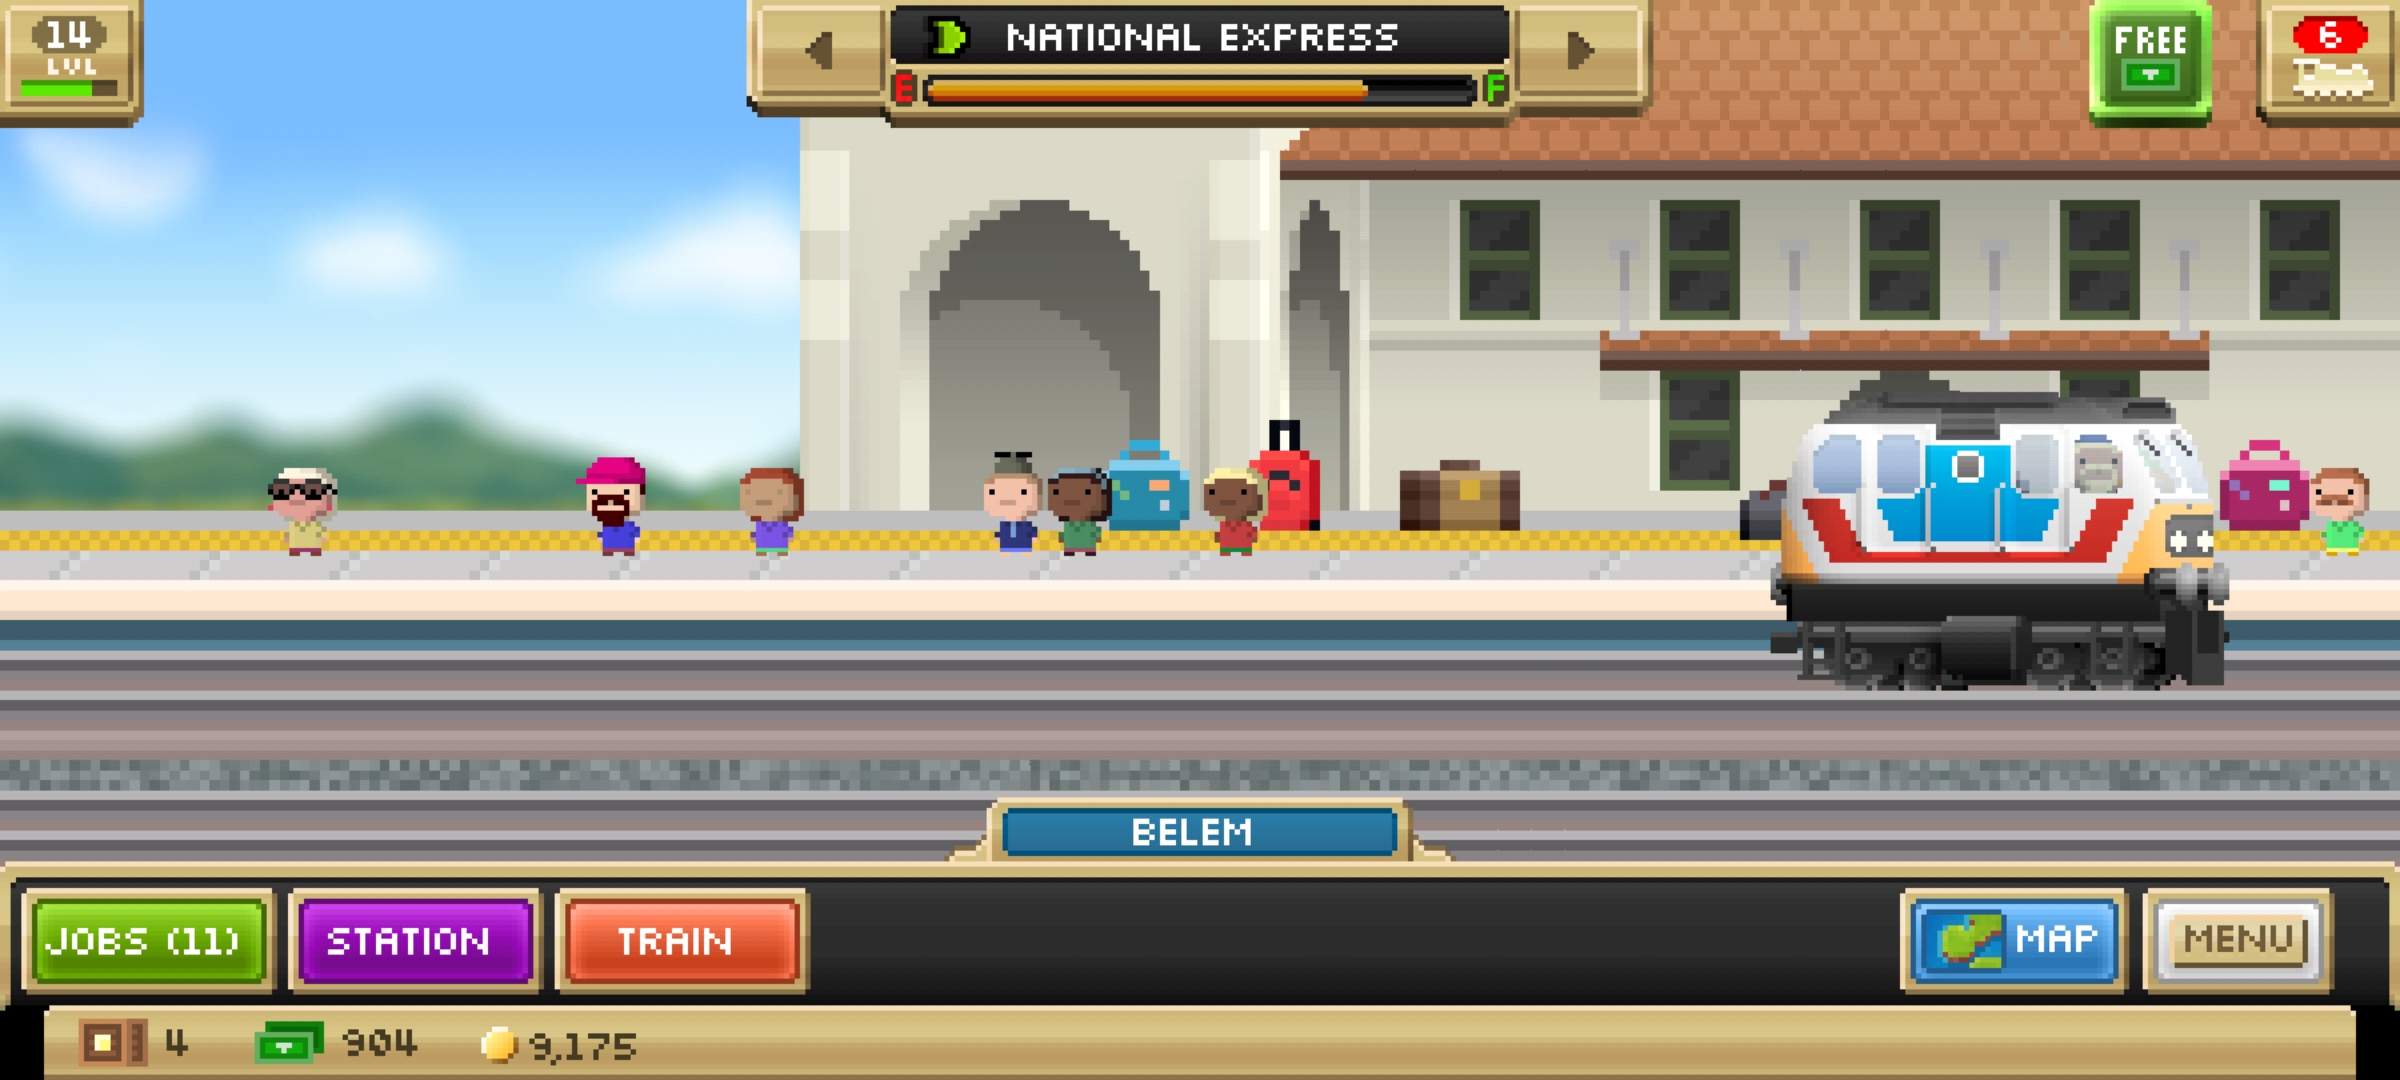 14
LVL
NATIONAL EXPRESS
E F
FREE
6
BELEM
JOBS (11)
STATION
TRAIN
MAP
MENU
4
904
9,175